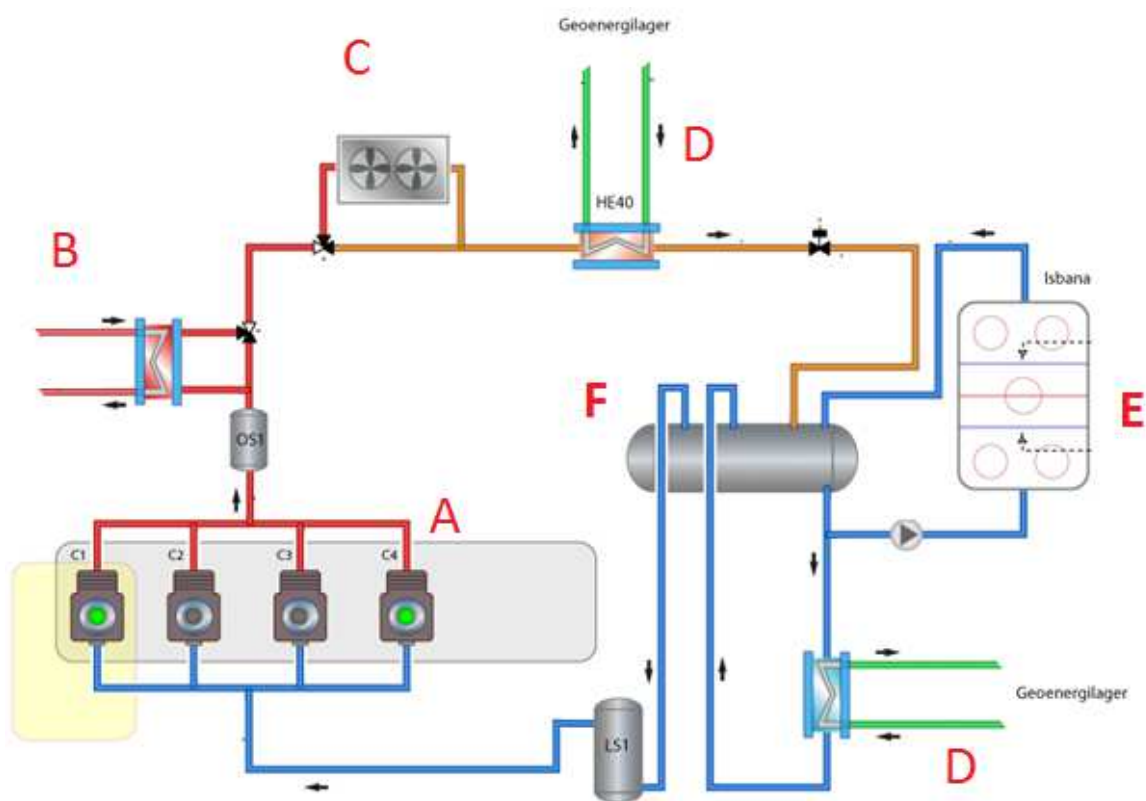 Geoenergilager
C
D
HE40
B
Isbana
F
E
OS1
A
C1 C2 C3 C4
LS1
Geoenergilager
D